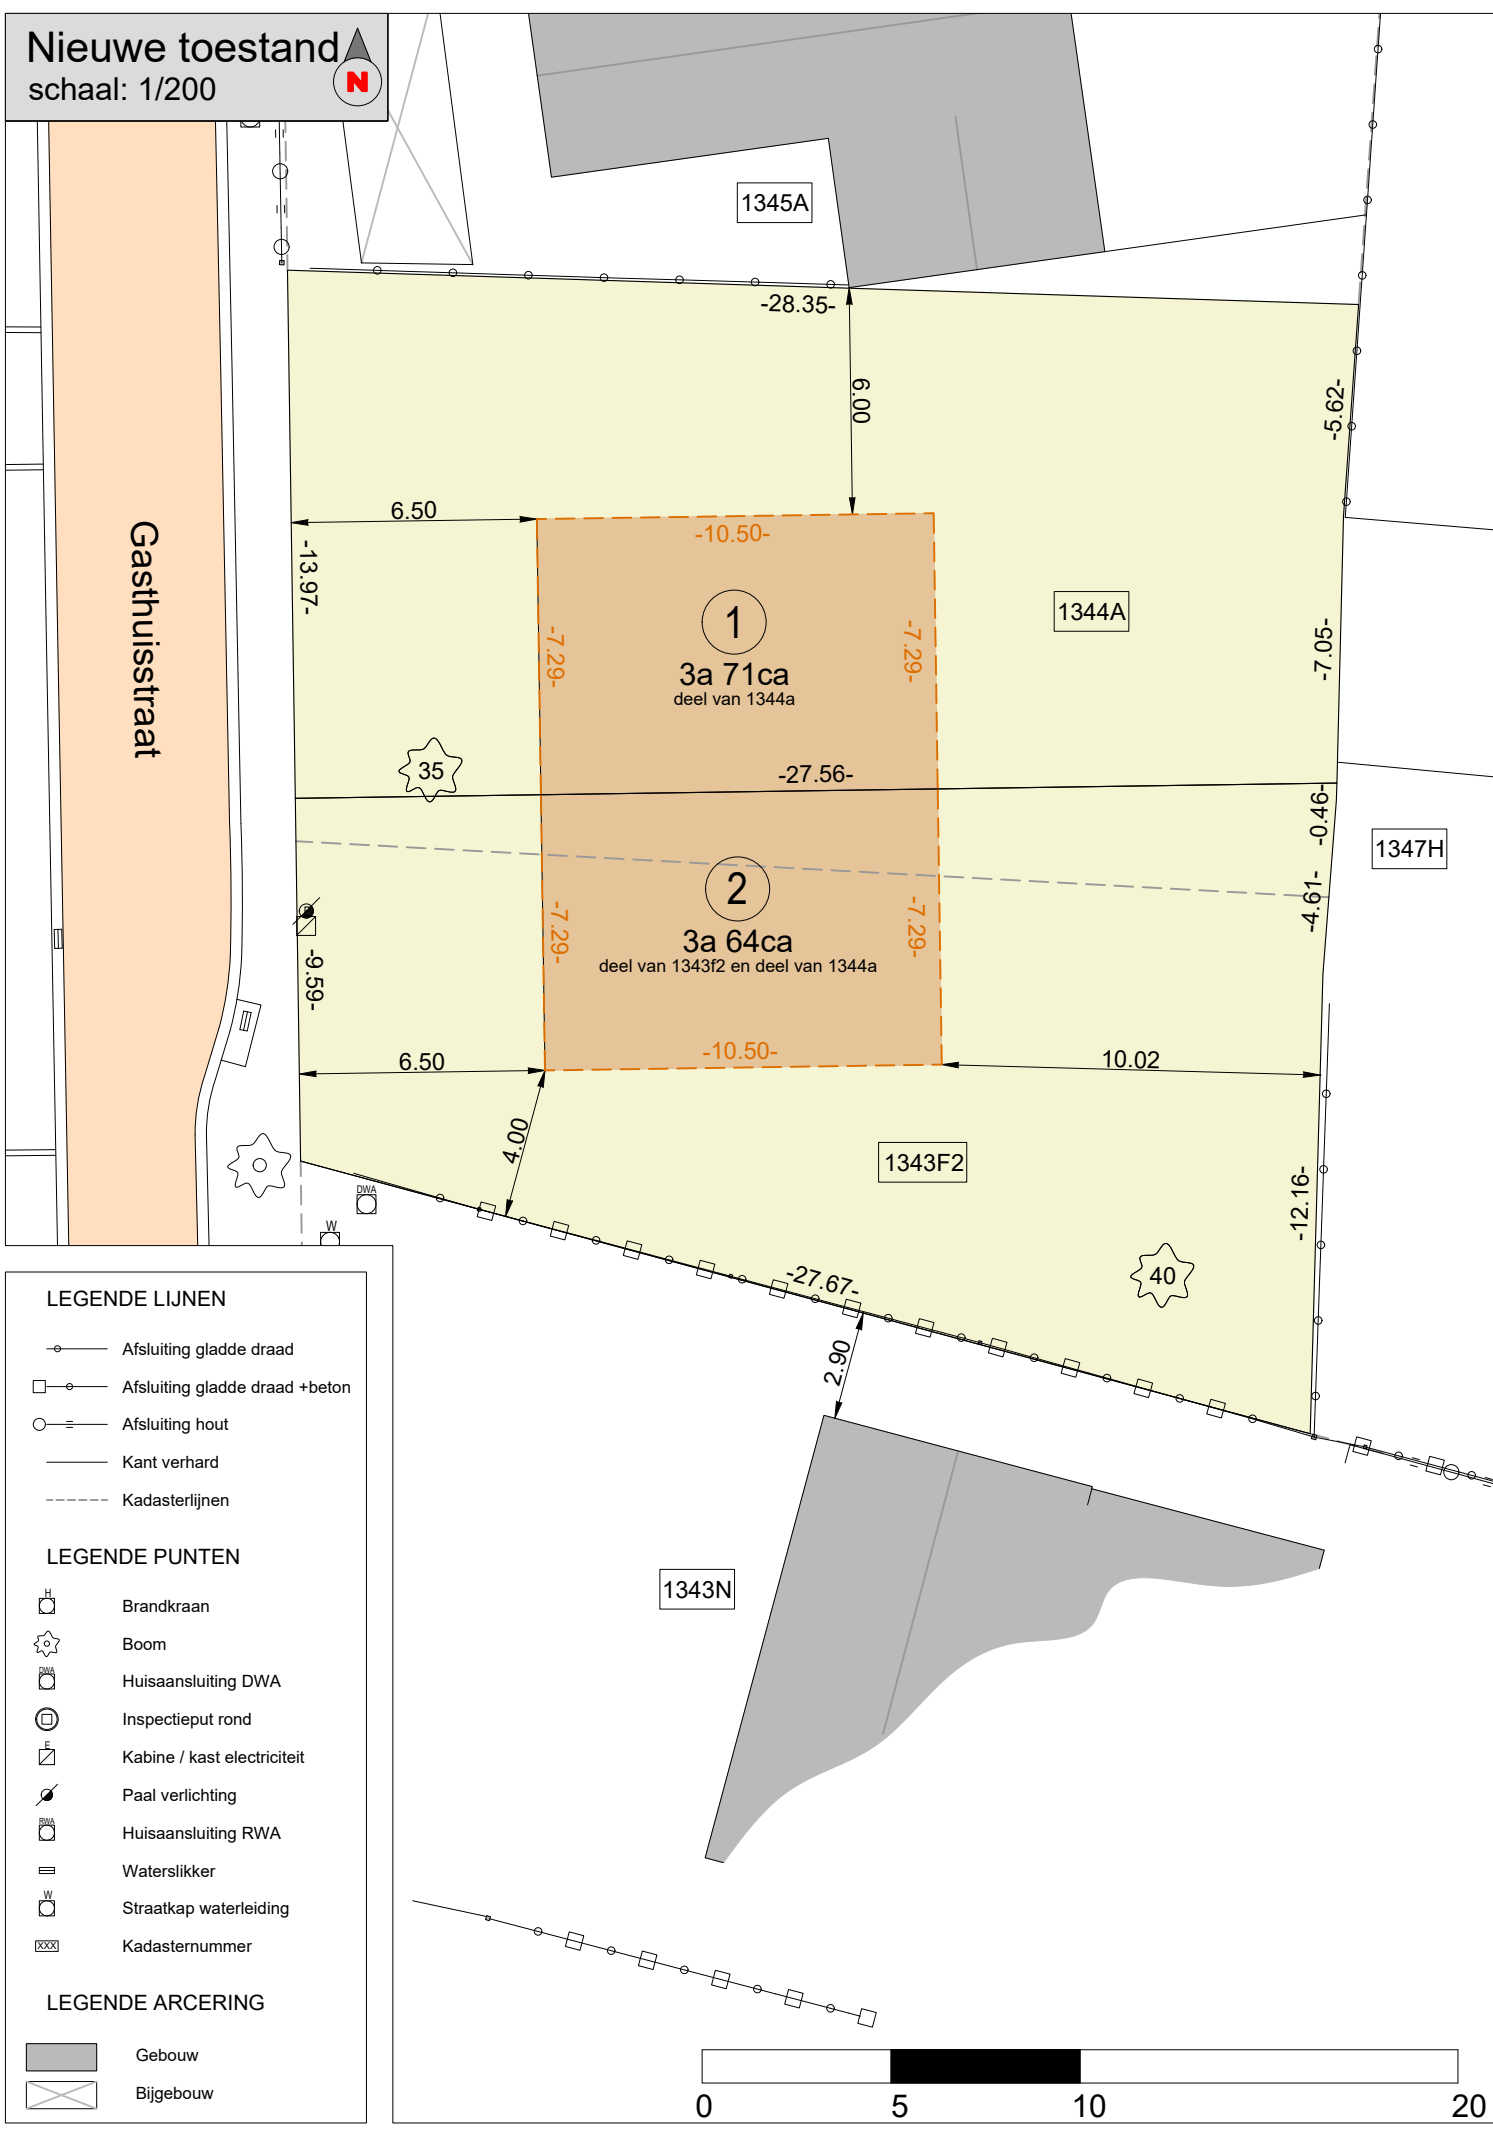 Nieuwe toestand
schaal: 1/200
N
1345A
-28.35-
6.00
-5.62-
6.50
-10.50-
-13.97-
Gasthuisstraat
1
3a 71ca
deel van 1344a
-7.29-
-7.29-
1344A
-7.05-
35
-27.56-
-0.46-
1347H
2
3a 64ca
deel van 1343f2 en deel van 1344a
-7.29-
-7.29-
-4.61-
-9.59-
6.50
-10.50-
10.02
4.00
1343F2
-12.16-
DWA
W
-27.67-
40
2.90
1343N
LEGENDE LIJNEN
Afsluiting gladde draad
Afsluiting gladde draad +beton
Afsluiting hout
Kant verhard
Kadasterlijnen
LEGENDE PUNTEN
H
Brandkraan
Boom
DWA
Huisaansluiting DWA
Inspectieput rond
E
Kabine / kast electriciteit
Paal verlichting
RWA
Huisaansluiting RWA
Waterslikker
W
Straatkap waterleiding
XXX
Kadasternummer
LEGENDE ARCERING
Gebouw
Bijgebouw
0
5
10
20